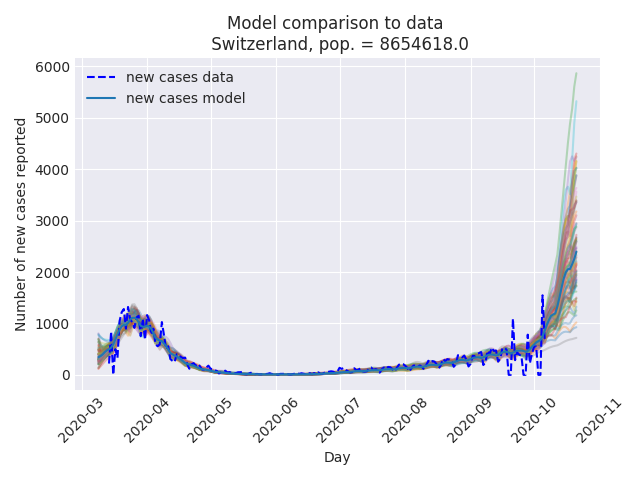 Model comparison to data
Switzerland, pop. = 8654618.0
new cases data
new cases model
Number of new cases reported
6000
5000
4000
3000
2000
1000
0
2020-03
2020-04
2020-05
2020-06
2020-07
2020-08
2020-09
2020-10
2020-11
Day